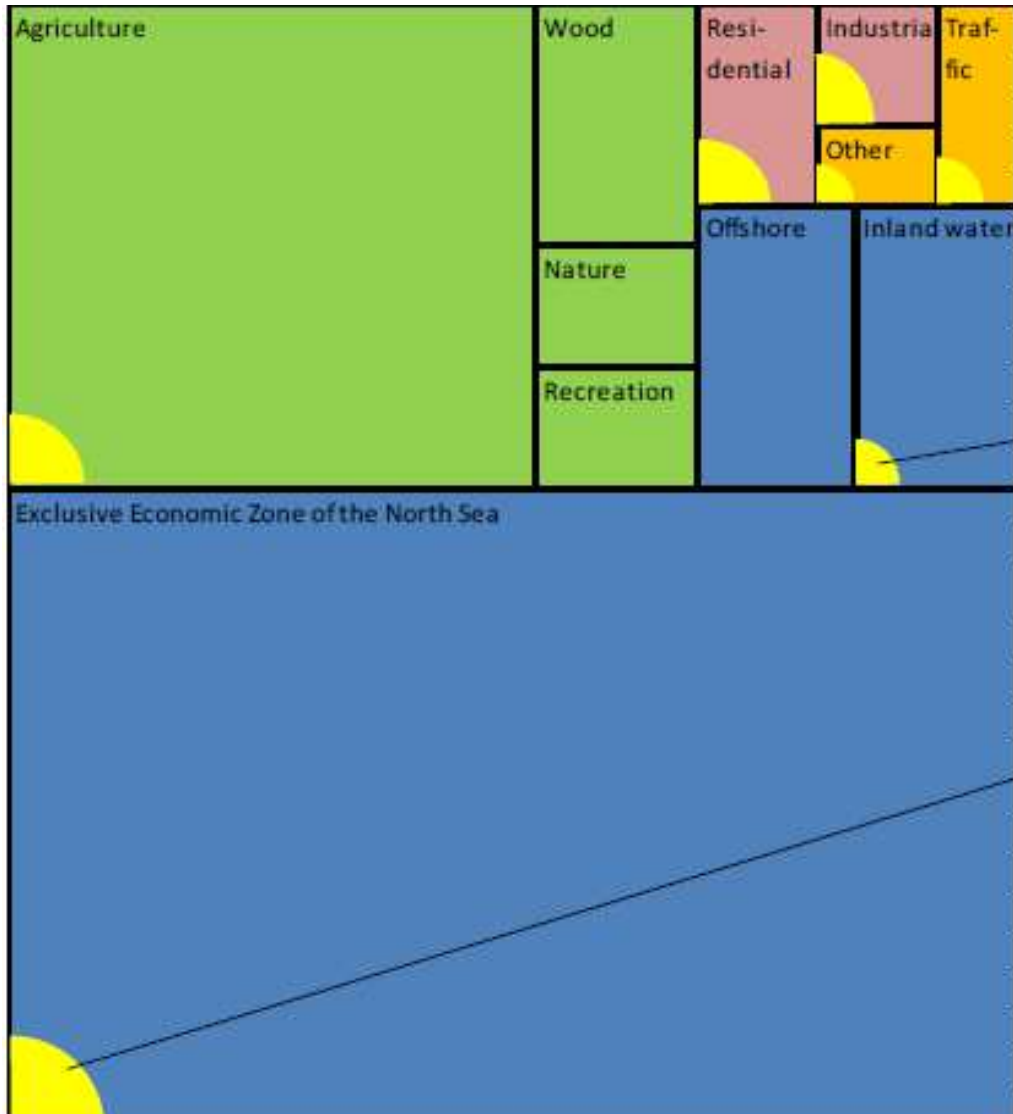 Agriculture
Wood
Resi-
dential
Industria
Traf-
fic
Other
Nature
Recreation
Offshore
Inland water
Exclusive Economic Zone of the North Sea